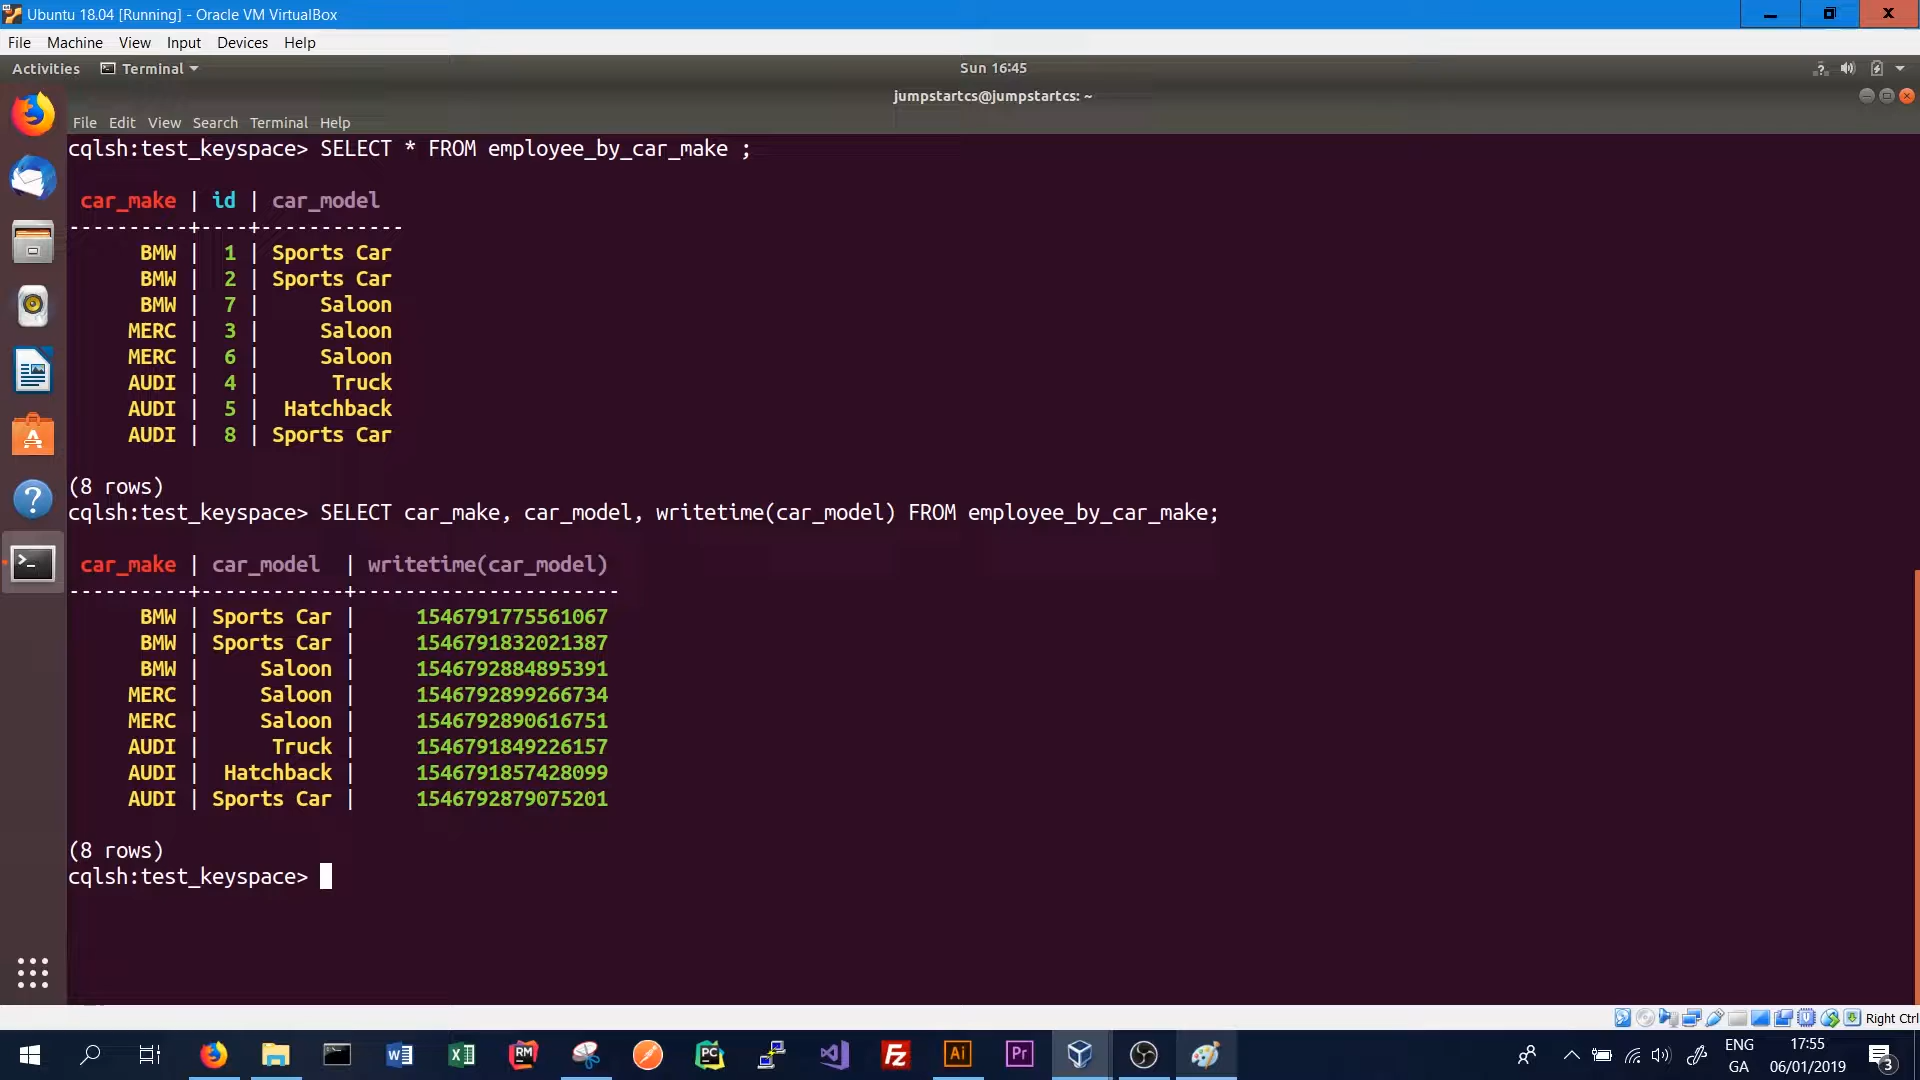 Ubuntu 18.04 [Running] - Oracle VM VirtualBox
File Machine View Input Devices Help
Activities Terminal Sun 16:45
jumpstartcs@jumpstartcs: ~
File Edit View Search Terminal Help
cqlsh:test_keyspace> SELECT * FROM employee_by_car_make ;
car_make | id | car_model
----------+----+------------
BMW | 1 | Sports Car
BMW | 2 | Sports Car
BMW | 7 | Saloon
MERC | 3 | Saloon
MERC | 6 | Saloon
AUDI | 4 | Truck
AUDI | 5 | Hatchback
AUDI | 8 | Sports Car
(8 rows)
cqlsh:test_keyspace> SELECT car_make, car_model, writetime(car_model) FROM employee_by_car_make;
car_make | car_model | writetime(car_model)
----------+------------+----------------------
BMW | Sports Car | 1546791775561067
BMW | Sports Car | 1546791832021387
BMW | Saloon | 1546792884895391
MERC | Saloon | 1546792899266734
MERC | Saloon | 1546792890616751
AUDI | Truck | 1546791849226157
AUDI | Hatchback | 1546791857428099
AUDI | Sports Car | 1546792879075201
(8 rows)
cqlsh:test_keyspace>
Right Ctrl
ENG 17:55
GA 06/01/2019 3